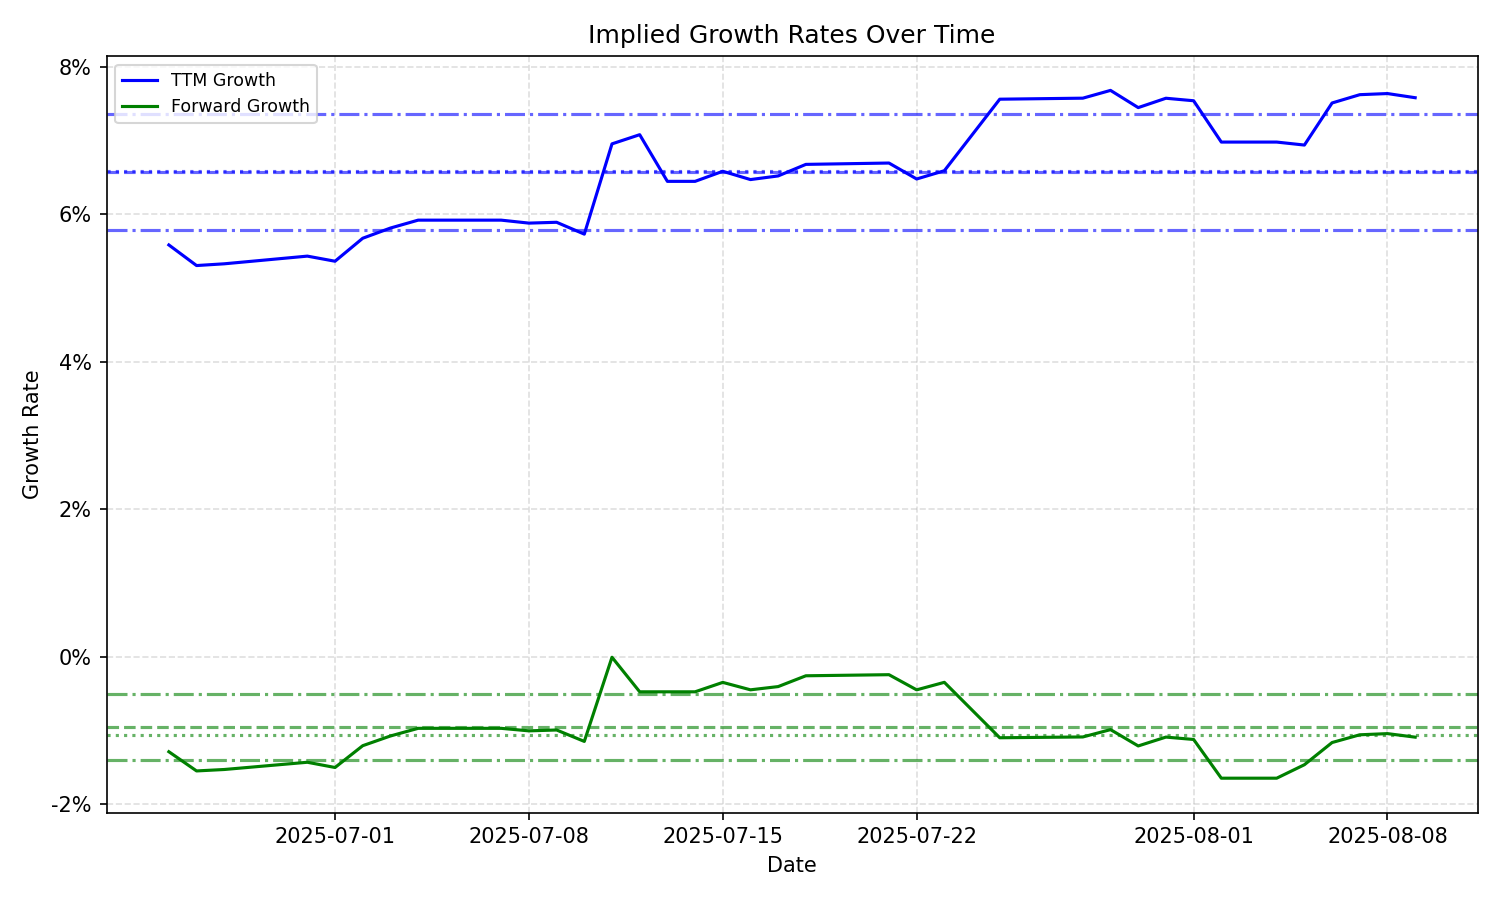 Implied Growth Rates Over Time
TTM Growth
Forward Growth
8%
6%
4%
2%
0%
-2%
Growth Rate
2025-07-01
2025-07-08
2025-07-15
2025-07-22
2025-08-01
2025-08-08
Date